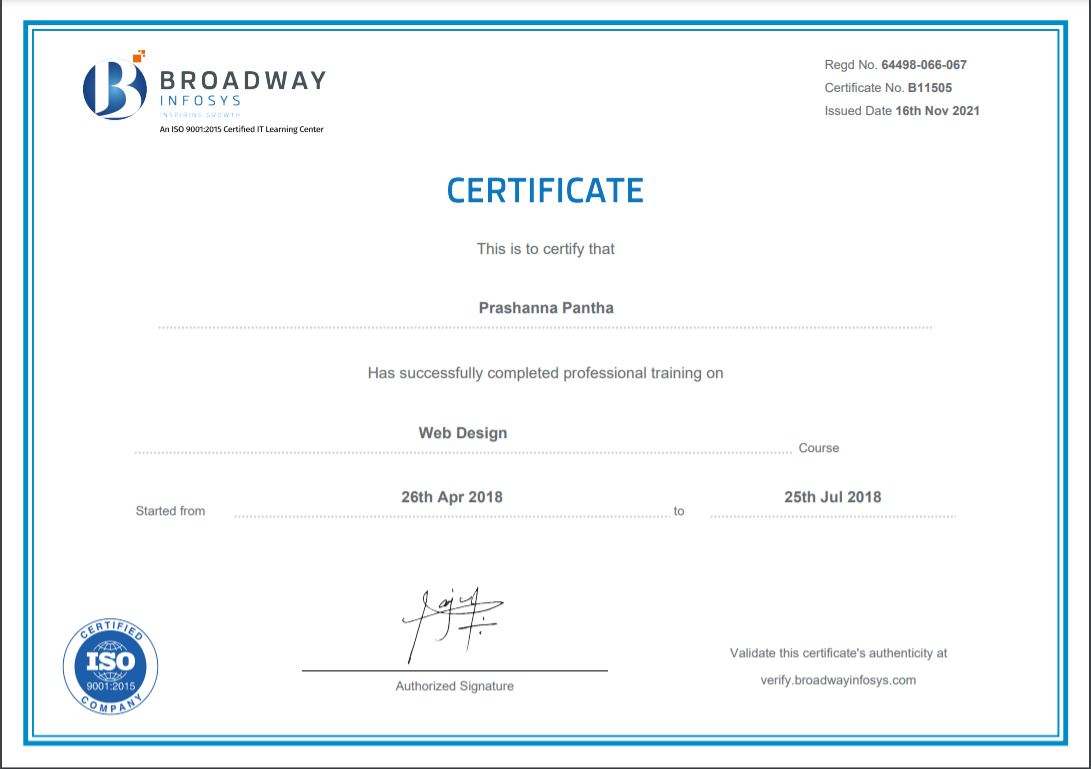 BROADWAY
INFOSYS
INSPIRING GROWTH
An ISO 9001:2015 Certified IT Learning Center
Regd No. 64498-066-067
Certificate No. B11505
Issued Date 16th Nov 2021
CERTIFICATE
This is to certify that
Prashanna Pantha
Has successfully completed professional training on
Web Design
Course
26th Apr 2018
25th Jul 2018
Started from
to
Authorized Signature
Validate this certificate's authenticity at
verify.broadwayinfosys.com
CERTIFIED
ISO
9001:2015
COMPANY